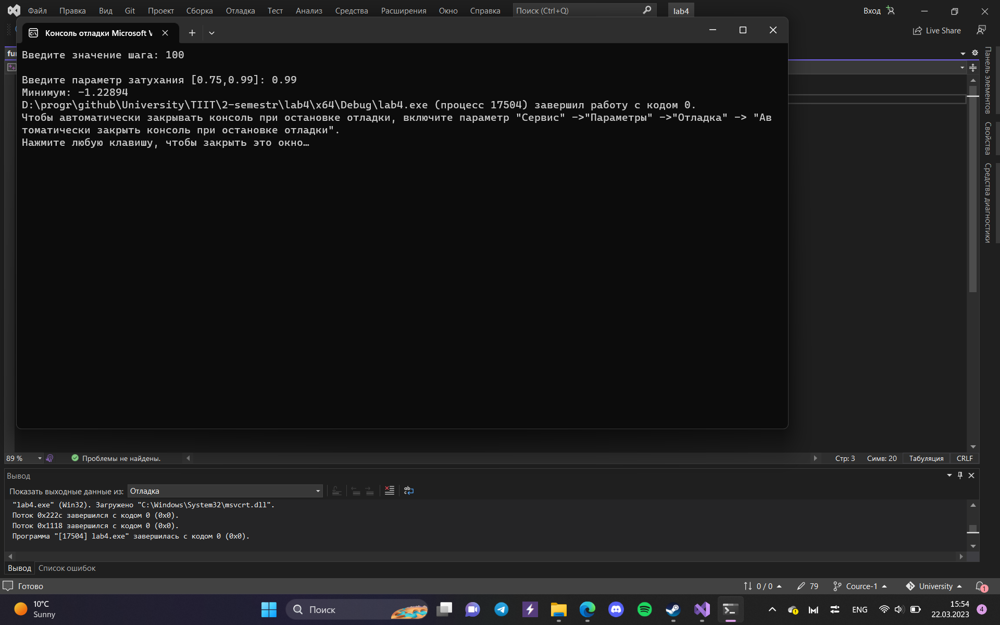 Файл Правка Вид Git Проект Сборка Отладка Тест Анализ Средства Расширения Окно Справка Поиск (Ctrl+Q) lab4 Вход
Консоль отладки Microsoft V
Live Share
Введите значение шага: 100
Введите параметр затухания [0.75,0.99]: 0.99
Минимум: -1.22894
D:\progr\github\University\TIIT\2-semestr\lab4\x64\Debug\lab4.exe (процесс 17504) завершил работу с кодом 0.
Чтобы автоматически закрывать консоль при остановке отладки, включите параметр "Сервис" ->"Параметры" ->"Отладка" -> "Ав
томатически закрыть консоль при остановке отладки".
Нажмите любую клавишу, чтобы закрыть это окно…
Панель элементов
Свойства
Средства диагностики
89 % Проблемы не найдены. Стр: 3 Симв: 20 Табуляция CRLF
Вывод
Показать выходные данные из: Отладка
"lab4.exe" (Win32). Загружено "C:\Windows\System32\msvcrt.dll".
Поток 0x222c завершился с кодом 0 (0x0).
Поток 0x1118 завершился с кодом 0 (0x0).
Программа "[17504] lab4.exe" завершилась с кодом 0 (0x0).
Вывод Список ошибок
Готово 0 / 0 79 Cource-1 University 1
10°C
Sunny
Поиск
ENG
15:54
22.03.2023
4